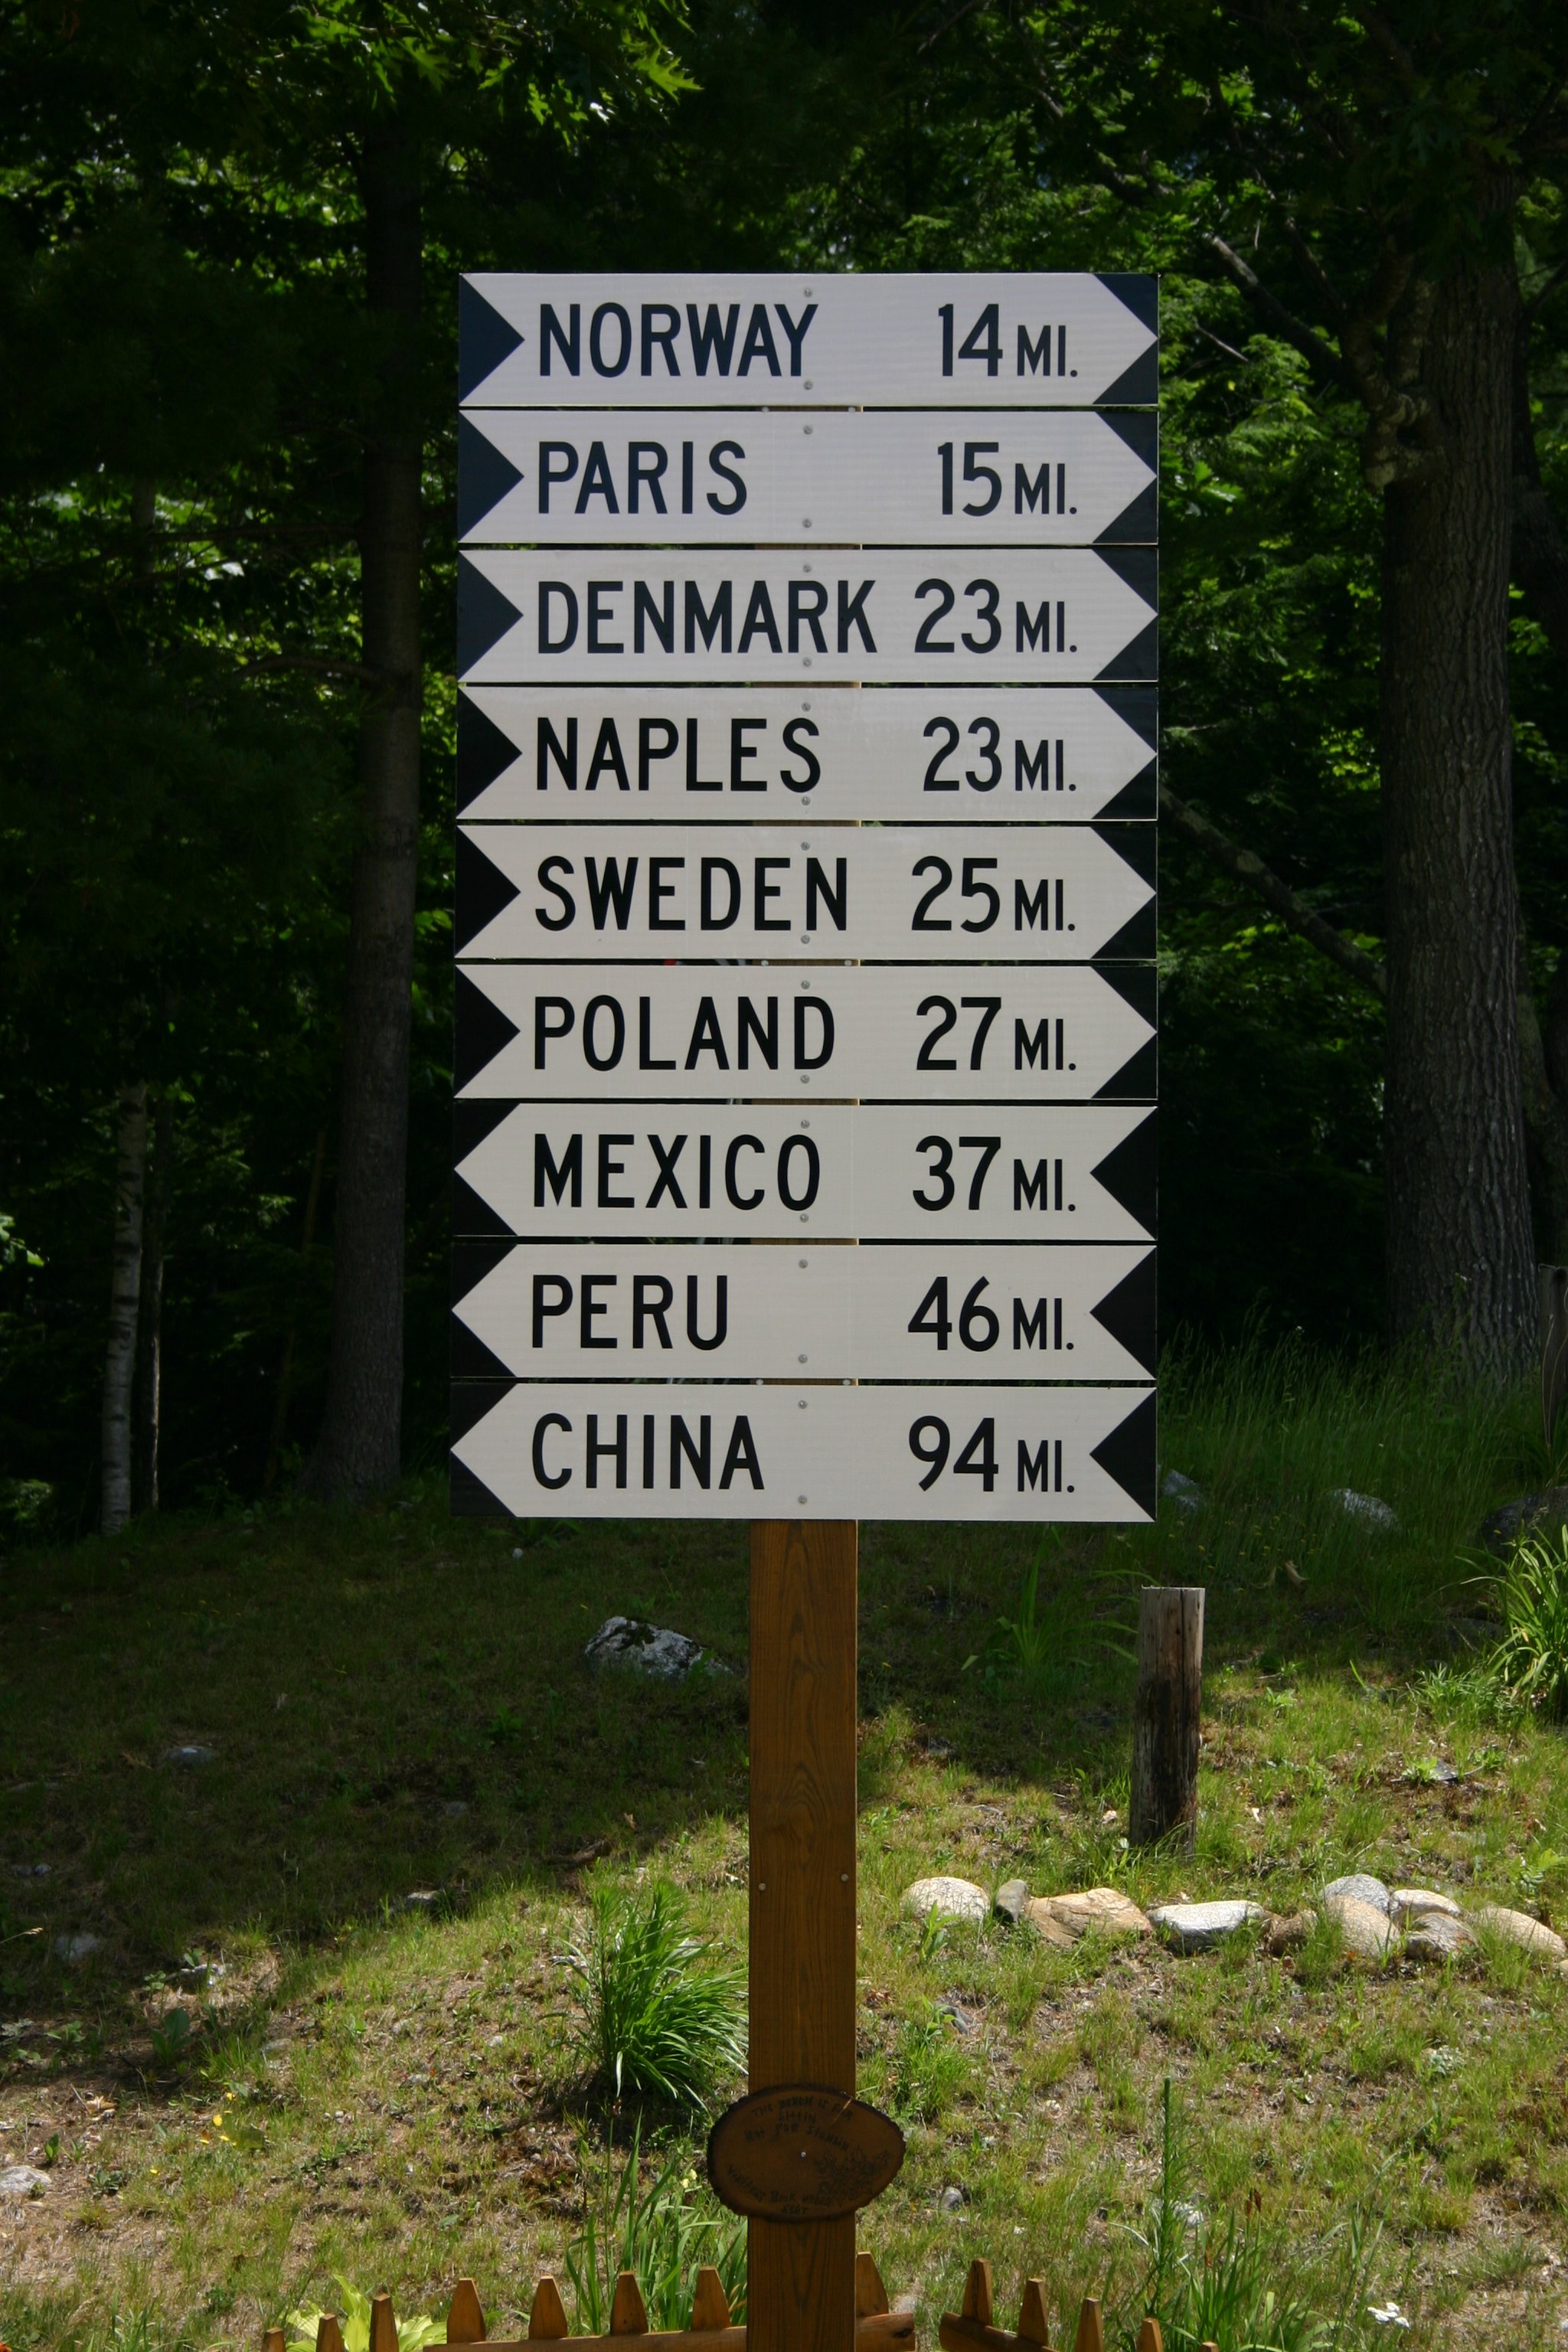 NORWAY 14 MI.
PARIS 15 MI.
DENMARK 23 MI.
NAPLES 23 MI.
SWEDEN 25 MI.
POLAND 27 MI.
MEXICO 37 MI.
PERU 46 MI.
CHINA 94 MI.